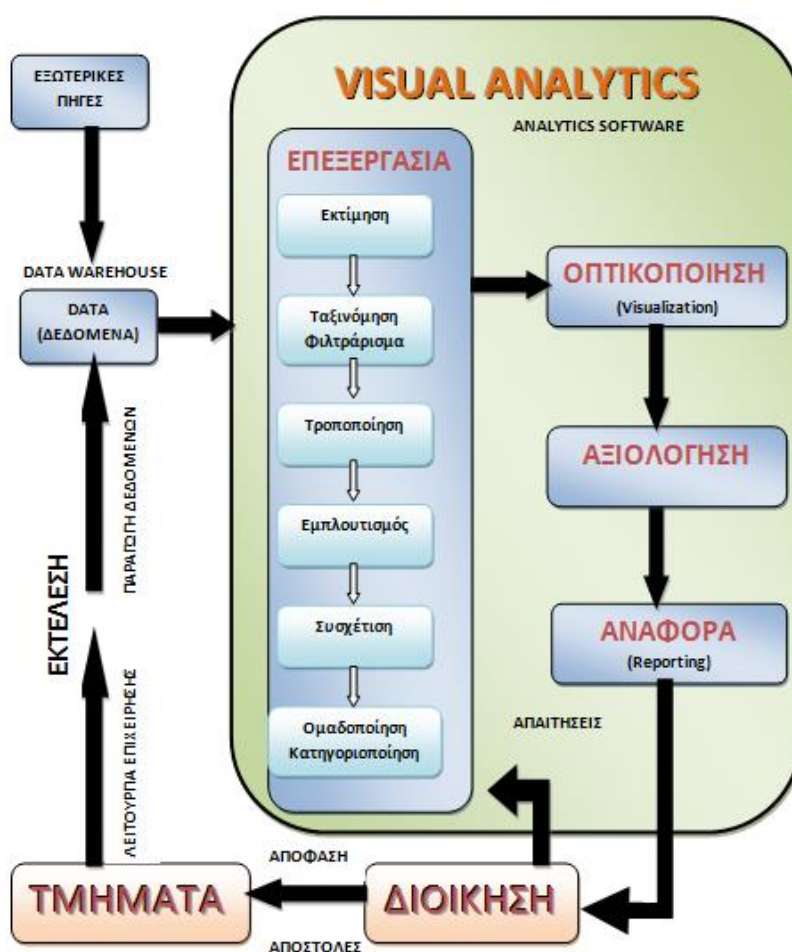 ΕΞΩΤΕΡΙΚΕΣ
ΠΗΓΕΣ
DATA WAREHOUSE
DATA
(ΔΕΔΟΜΕΝΑ)
VISUAL ANALYTICS
ANALYTICS SOFTWARE
ΕΠΕΞΕΡΓΑΣΙΑ
Εκτίμηση
Ταξινόμηση
Φιλτράρισμα
Τροποποίηση
Εμπλουτισμός
Συσχέτιση
Ομαδοποίηση
Κατηγοριοποίηση
ΟΠΤΙΚΟΠΟΙΗΣΗ
(Visualization)
ΑΞΙΟΛΟΓΗΣΗ
ΑΝΑΦΟΡΑ
(Reporting)
ΑΠΑΙΤΗΣΕΙΣ
ΕΚΤΕΛΕΣΗ
ΠΑΡΑΓΩΓΗ ΔΕΔΟΜΕΝΩΝ
ΛΕΙΤΟΥΡΓΙΑ ΕΠΙΧΕΙΡΗΣΗΣ
ΤΜΗΜΑΤΑ
ΑΠΟΦΑΣΗ
ΑΠΟΣΤΟΛΕΣ
ΔΙΟΙΚΗΣΗ